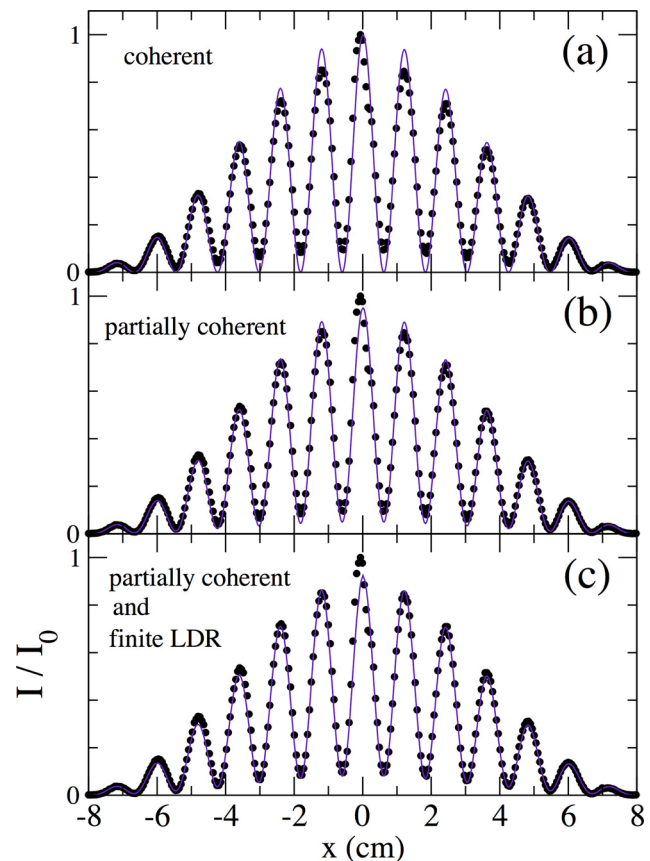 1
coherent
(a)
0
1
partially coherent
(b)
0
1
partially coherent
and
finite LDR
(c)
0
I / I0
-8 -6 -4 -2 0 2 4 6 8
x (cm)